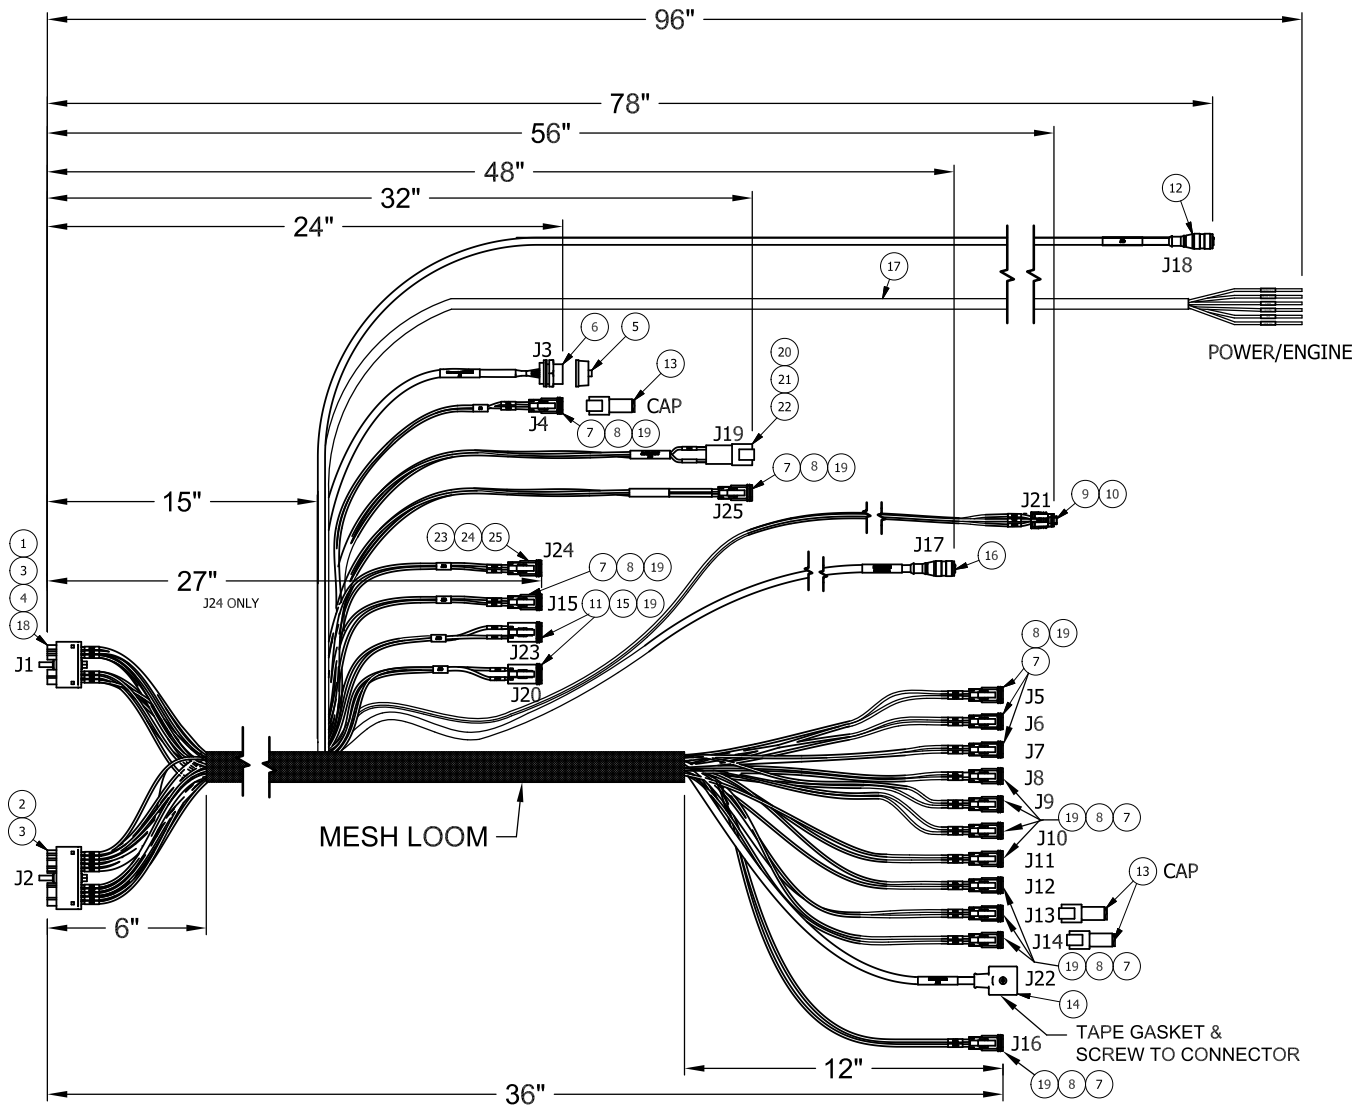 96"
78"
56"
48"
32"
24"
12
J18
17
POWER/ENGINE
6
5
J3
13
CAP
20
21
22
J4
7 8 19
J19
7 8 19
J25
15"
J21
9 10
23 24 25
J24
J17
16
1
3
4
18
27"
J24 ONLY
7 8 19
J15
11 15 19
J23
J20
J1
8 19
7
J5
J6
J7
J8
J9
19 8 7
J10
J11
J12
13 CAP
J13
J14
19 8 7
J22
14
2
3
J2
MESH LOOM
6"
TAPE GASKET &
SCREW TO CONNECTOR
J16
19 8 7
12"
36"